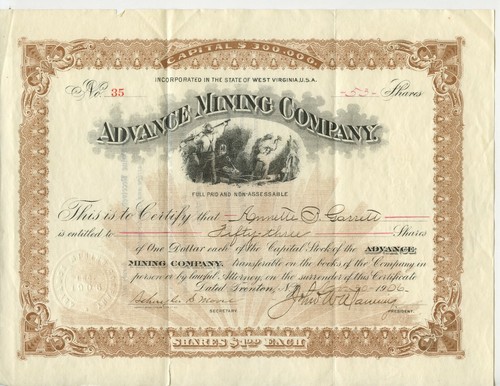 CAPITAL $300,000.
INCORPORATED IN THE STATE OF WEST VIRGINIA, U.S.A.
No. 35 53 Shares
ADVANCE MINING COMPANY.
FULL PAID AND NON-ASSESSABLE
This is to Certify that Annette D. Garrett
is entitled to Fifty-three Shares
of One Dollar each of the Capital Stock of the ADVANCE
MINING COMPANY, transferable on the books of the Company in
person or by lawful Attorney, on the surrender of this Certificate
Dated Trenton, N.J. 1906.
SECRETARY. PRESIDENT.
SHARES $1.00 EACH